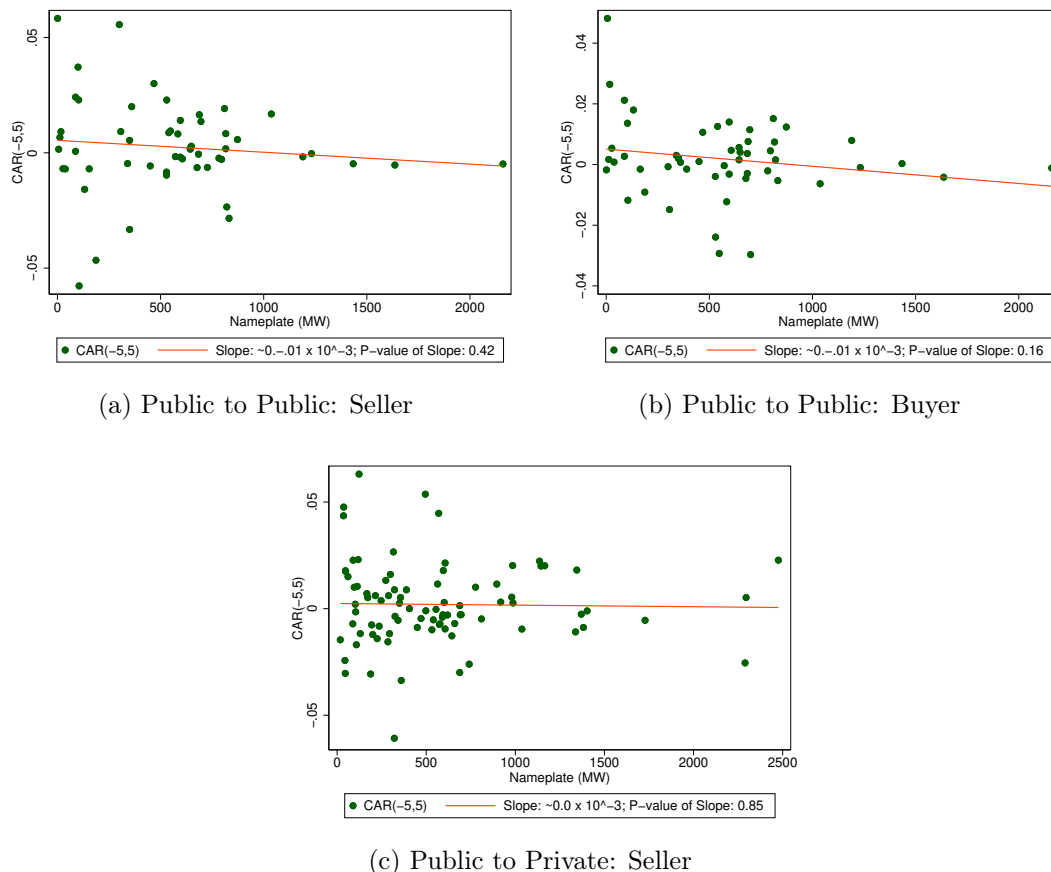 .05
0
−.05
CAR(−5,5)
0
500
1000
1500
2000
Nameplate (MW)
CAR(−5,5)
Slope: ~0.−.01 x 10^−3; P−value of Slope: 0.42
(a) Public to Public: Seller
.04
.02
0
−.02
−.04
CAR(−5,5)
0
500
1000
1500
2000
Nameplate (MW)
CAR(−5,5)
Slope: ~0.−.01 x 10^−3; P−value of Slope: 0.16
(b) Public to Public: Buyer
.05
0
−.05
CAR(−5,5)
0
500
1000
1500
2000
2500
Nameplate (MW)
CAR(−5,5)
Slope: ~0.0 x 10^−3; P−value of Slope: 0.85
(c) Public to Private: Seller